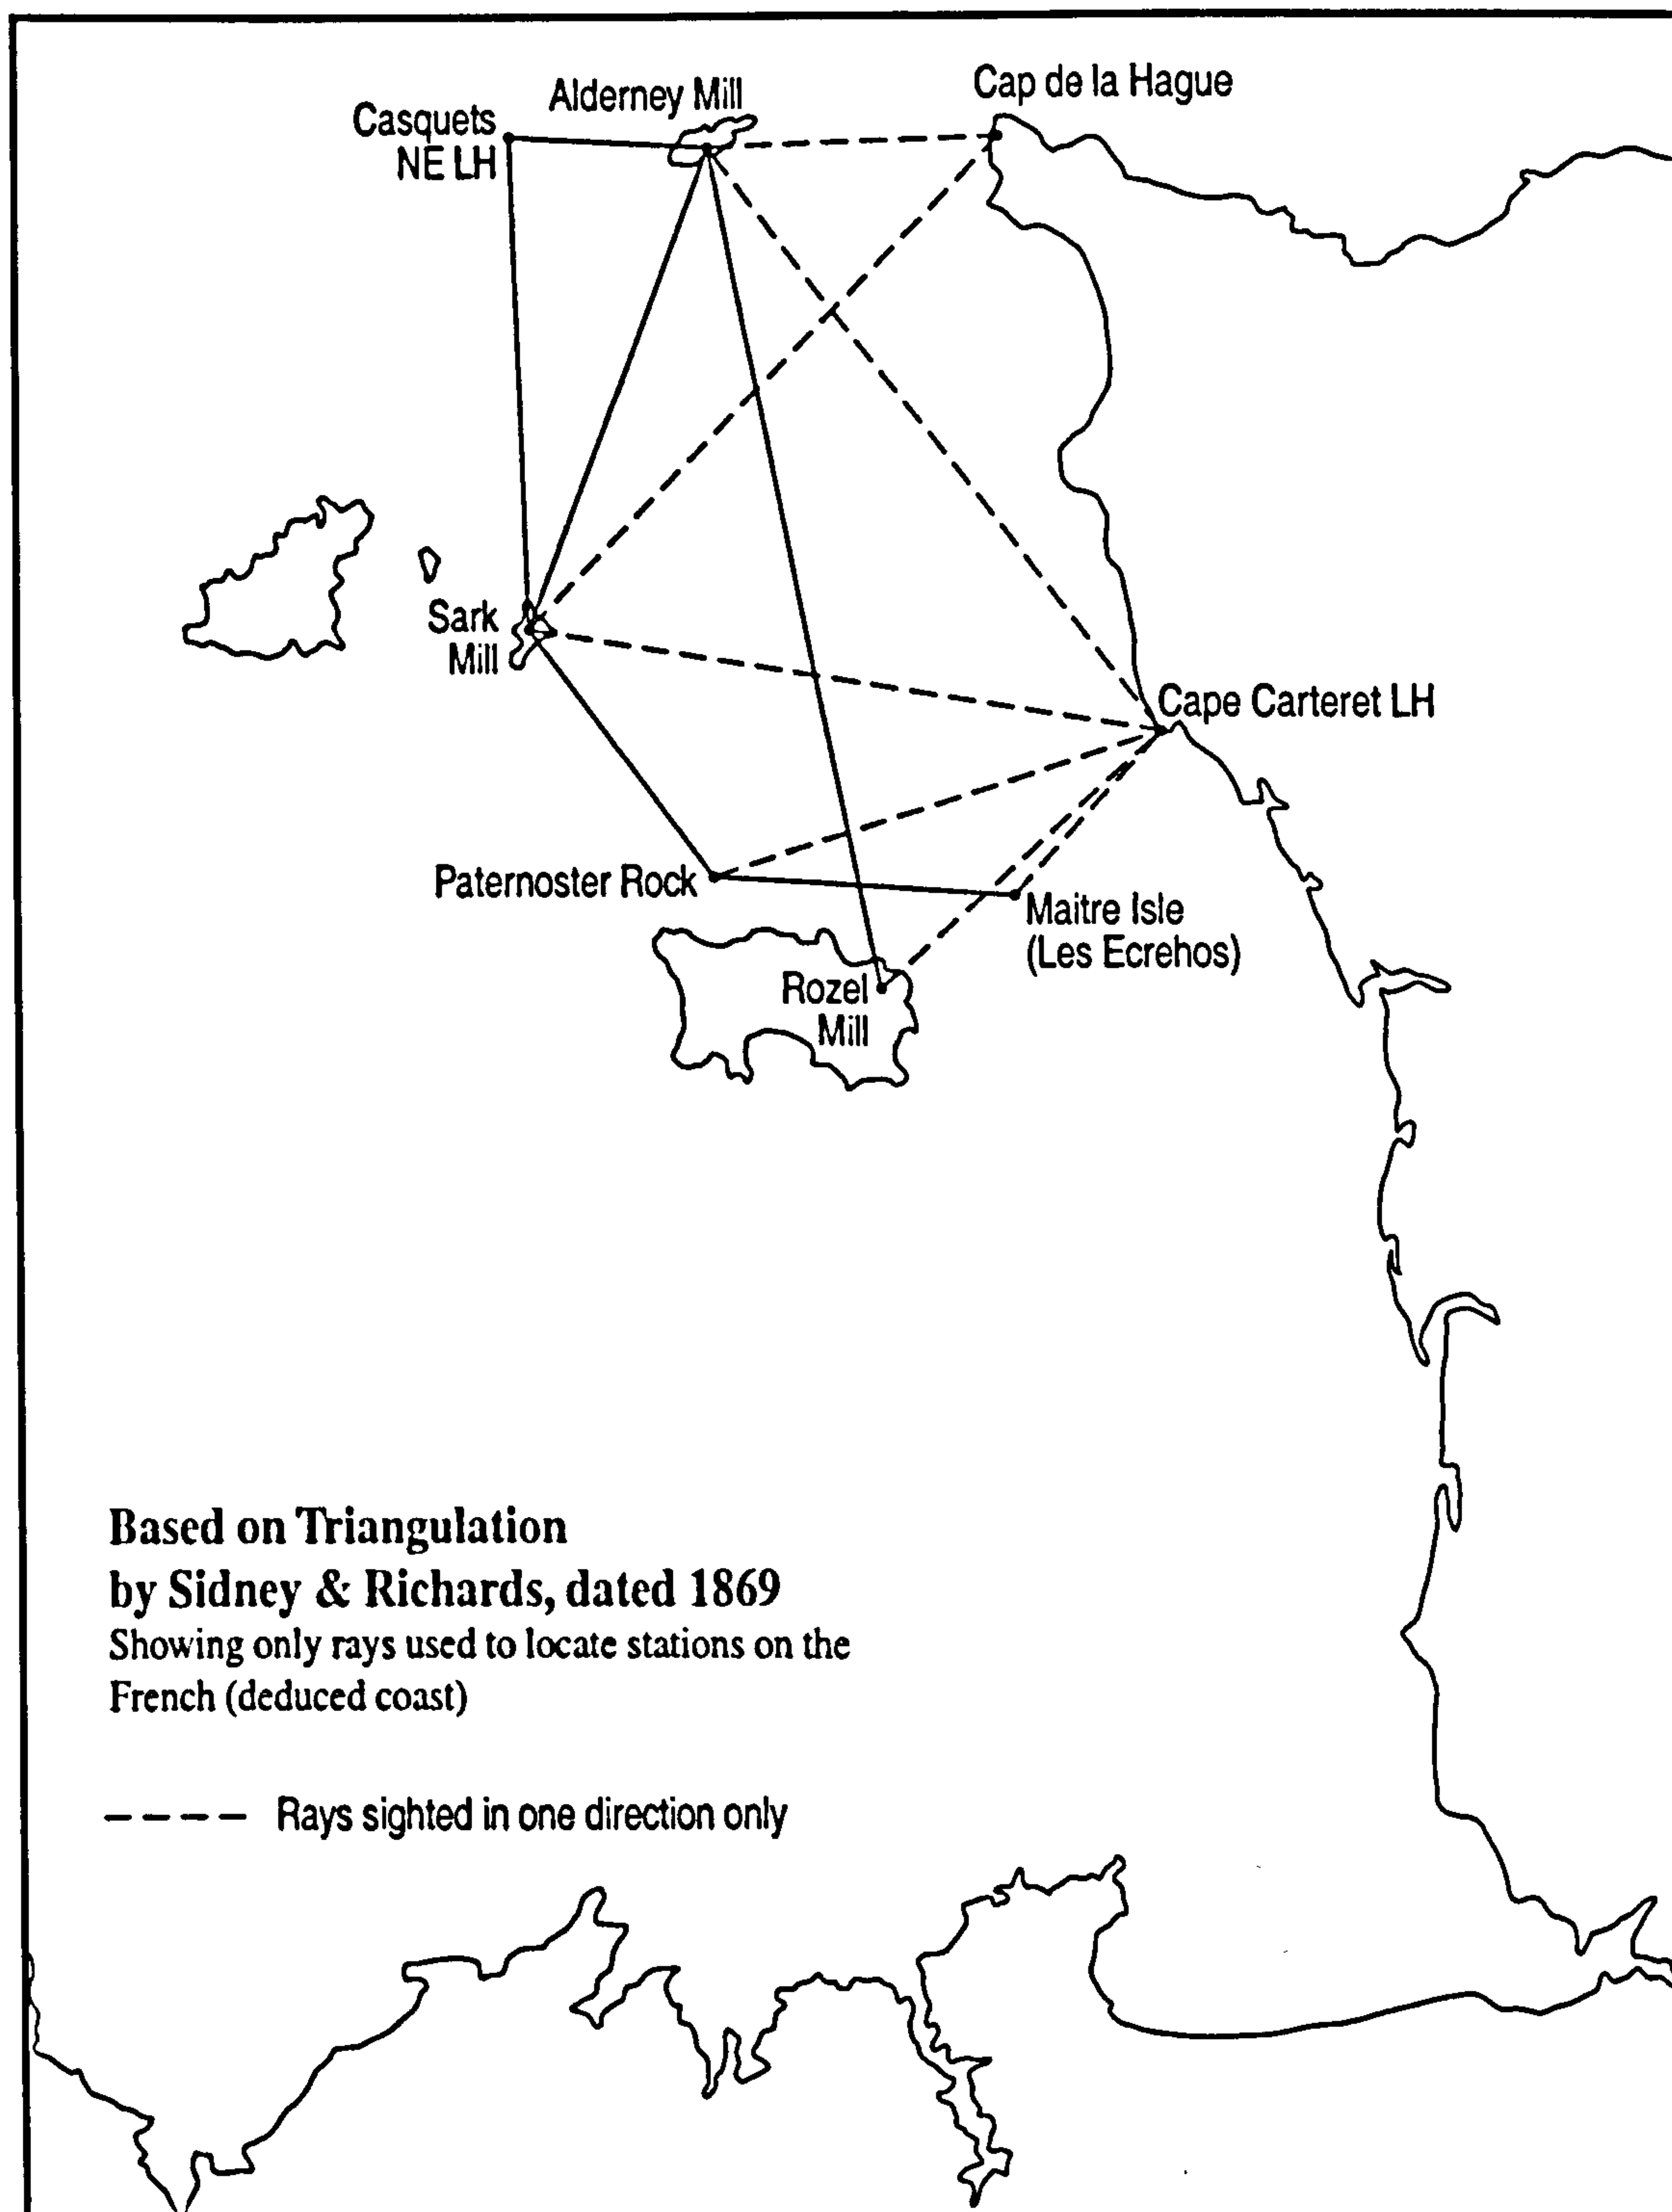 Cap de la Hague
Alderney Mill
Casquets
NE LH
Sark
Mill
Cape Carteret LH
Paternoster Rock
Maitre Isle
(Les Ecrehos)
Rozel
Mill
Based on Triangulation
by Sidney & Richards, dated 1869
Showing only rays used to locate stations on the
French (deduced coast)
Rays sighted in one direction only